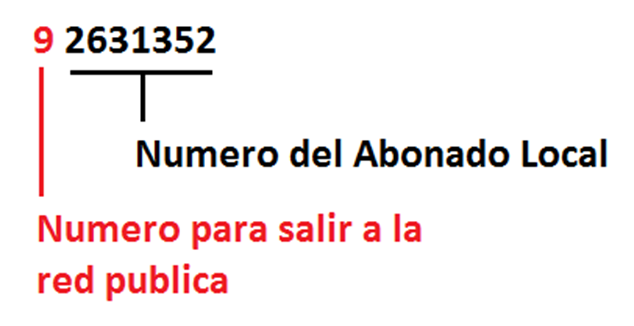 9 2631352
Numero del Abonado Local
Numero para salir a la
red publica